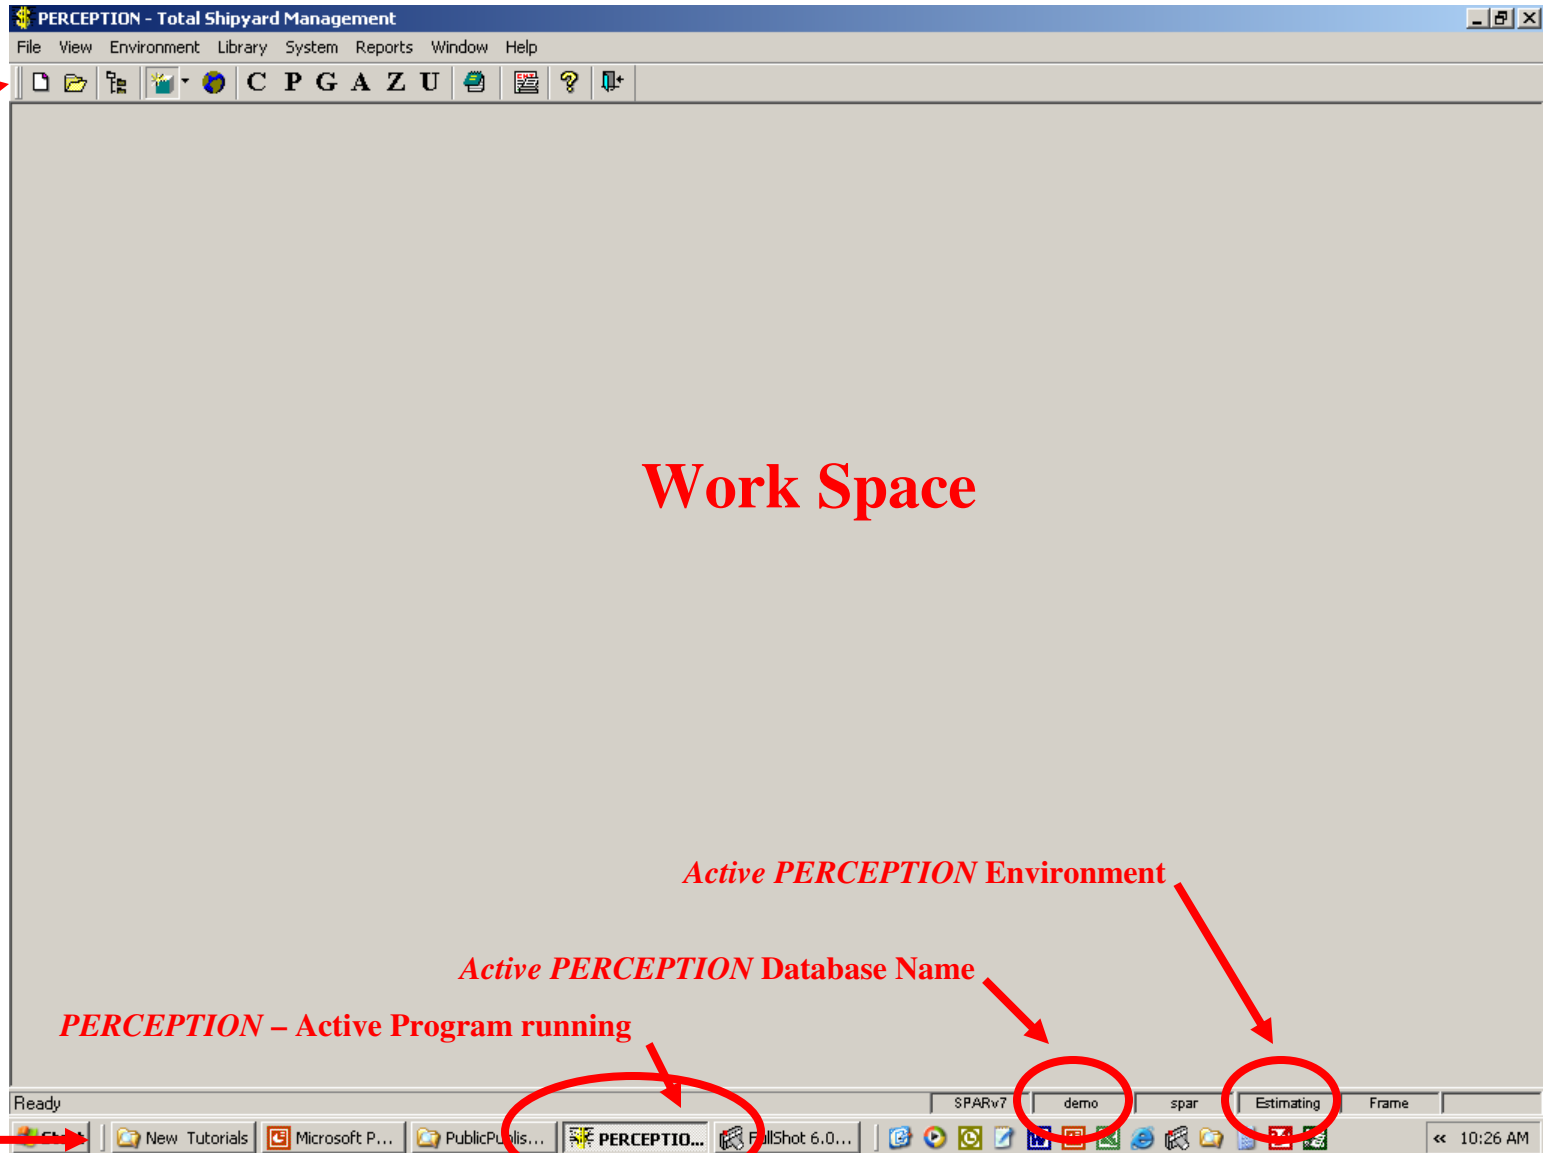 PERCEPTION - Total Shipyard Management
File View Environment Library System Reports Window Help
C P G A Z U
Work Space
Active PERCEPTION Environment
Active PERCEPTION Database Name
PERCEPTION – Active Program running
Ready SPARv7 demo spar Estimating Frame
New Tutorials Microsoft P... PERCEPTIO... 6.0... « 10:26 AM